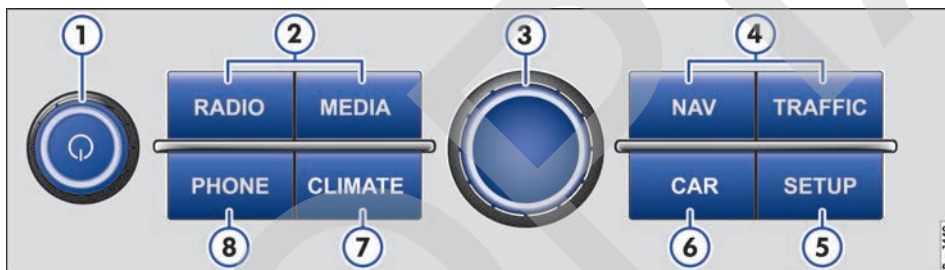 1 2 3 4
RADIO MEDIA NAV TRAFFIC
PHONE CLIMATE CAR SETUP
8 7 6 5